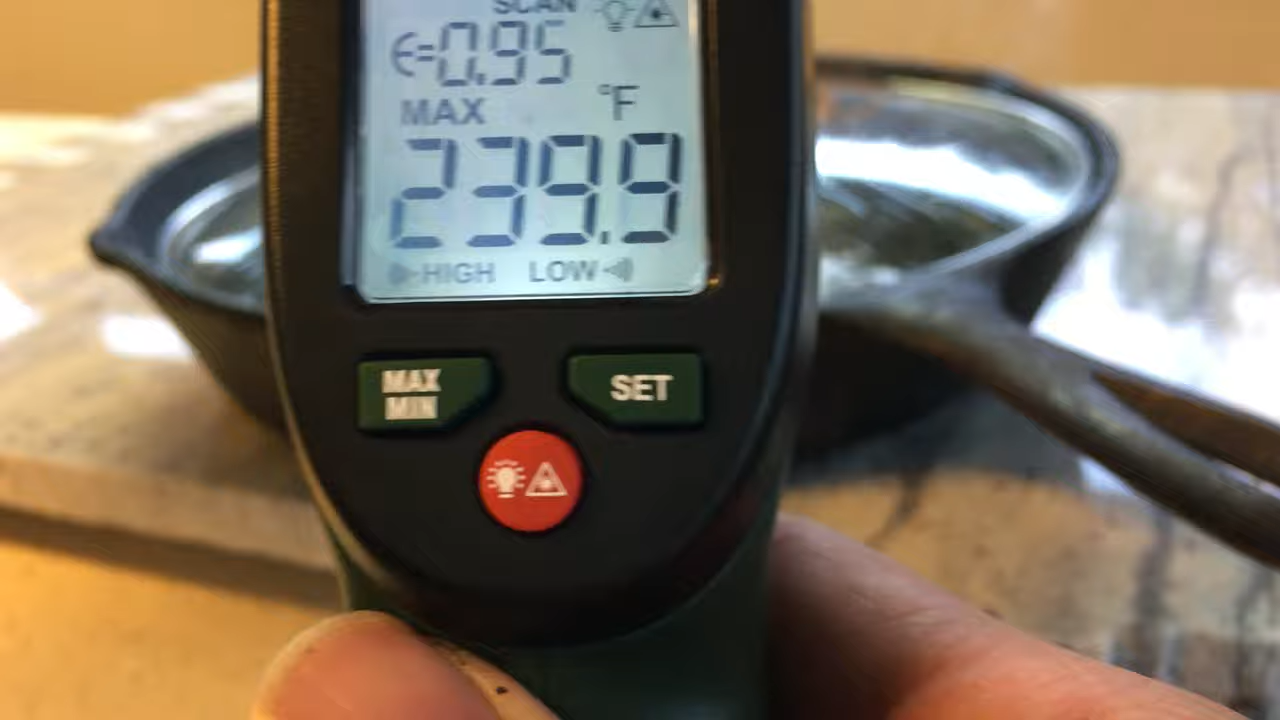 SCAN
ϵ=0.95
MAX °F
239.9
HIGH LOW
MAX
MIN
SET